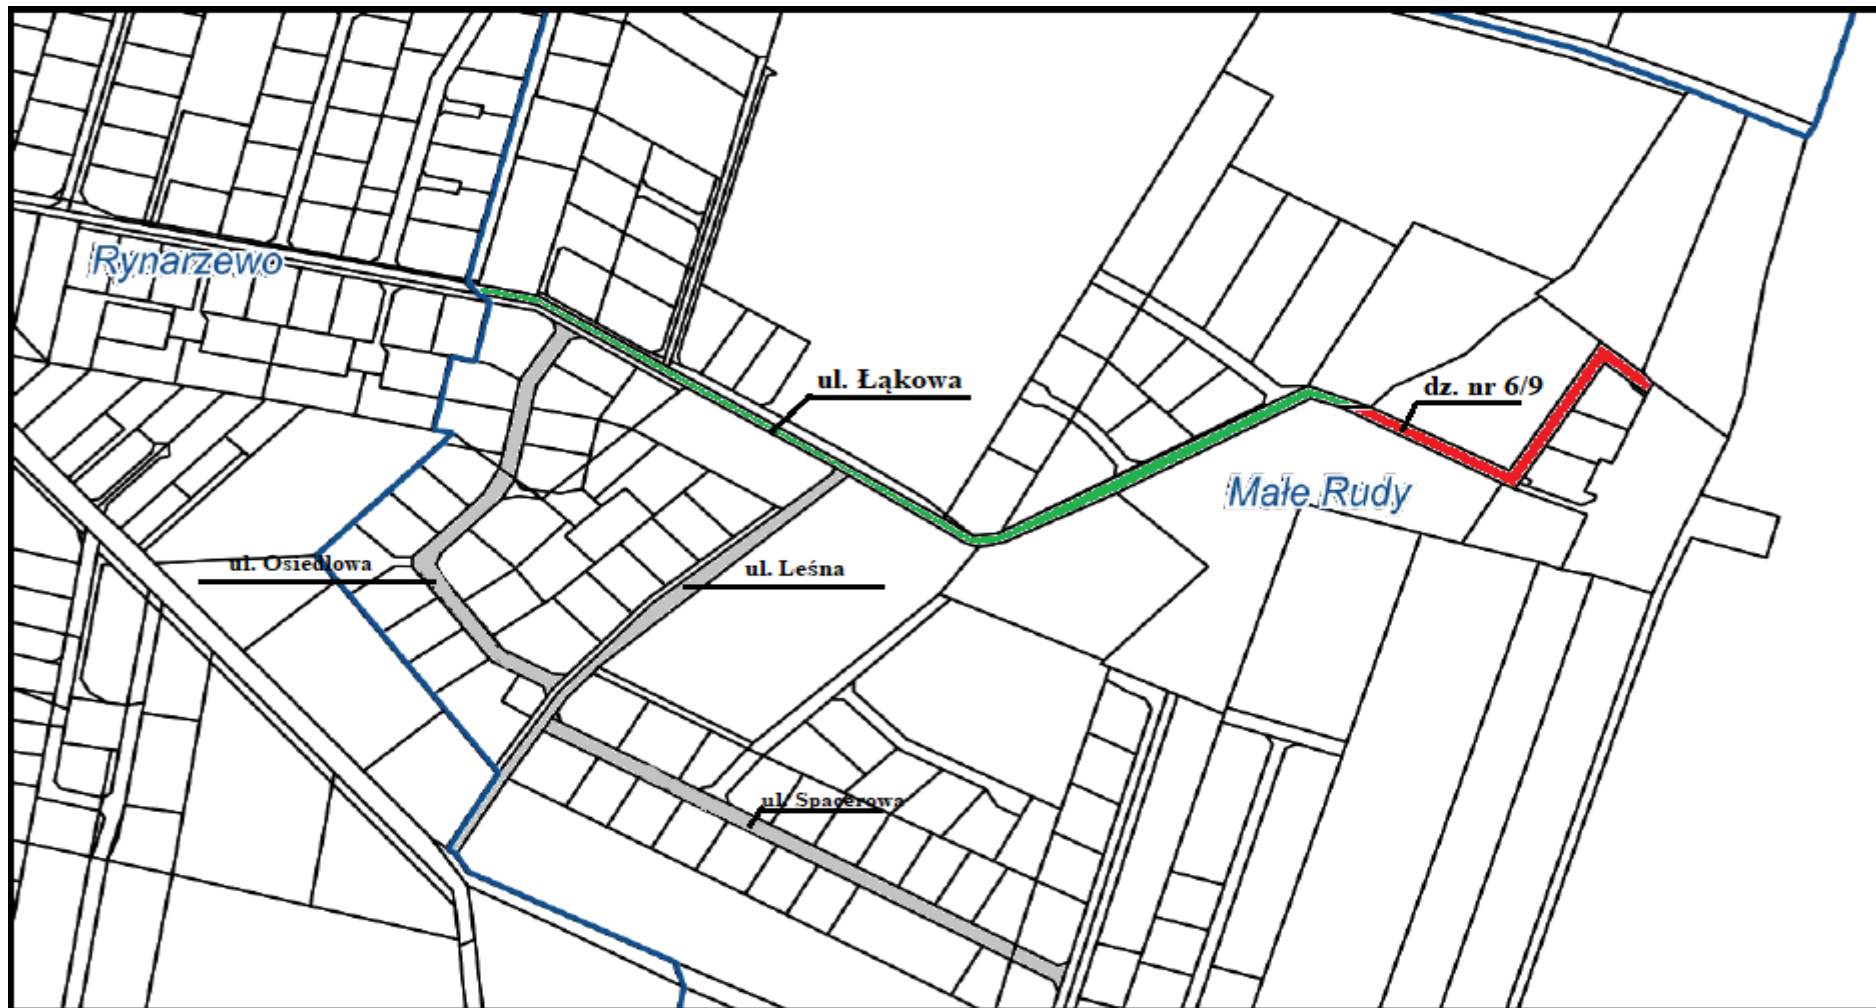 Rynarzewo
ul. Łąkowa
dz. nr 6/9
Małe Rudy
ul. Osiedlowa
ul. Leśna
ul. Spacerowa